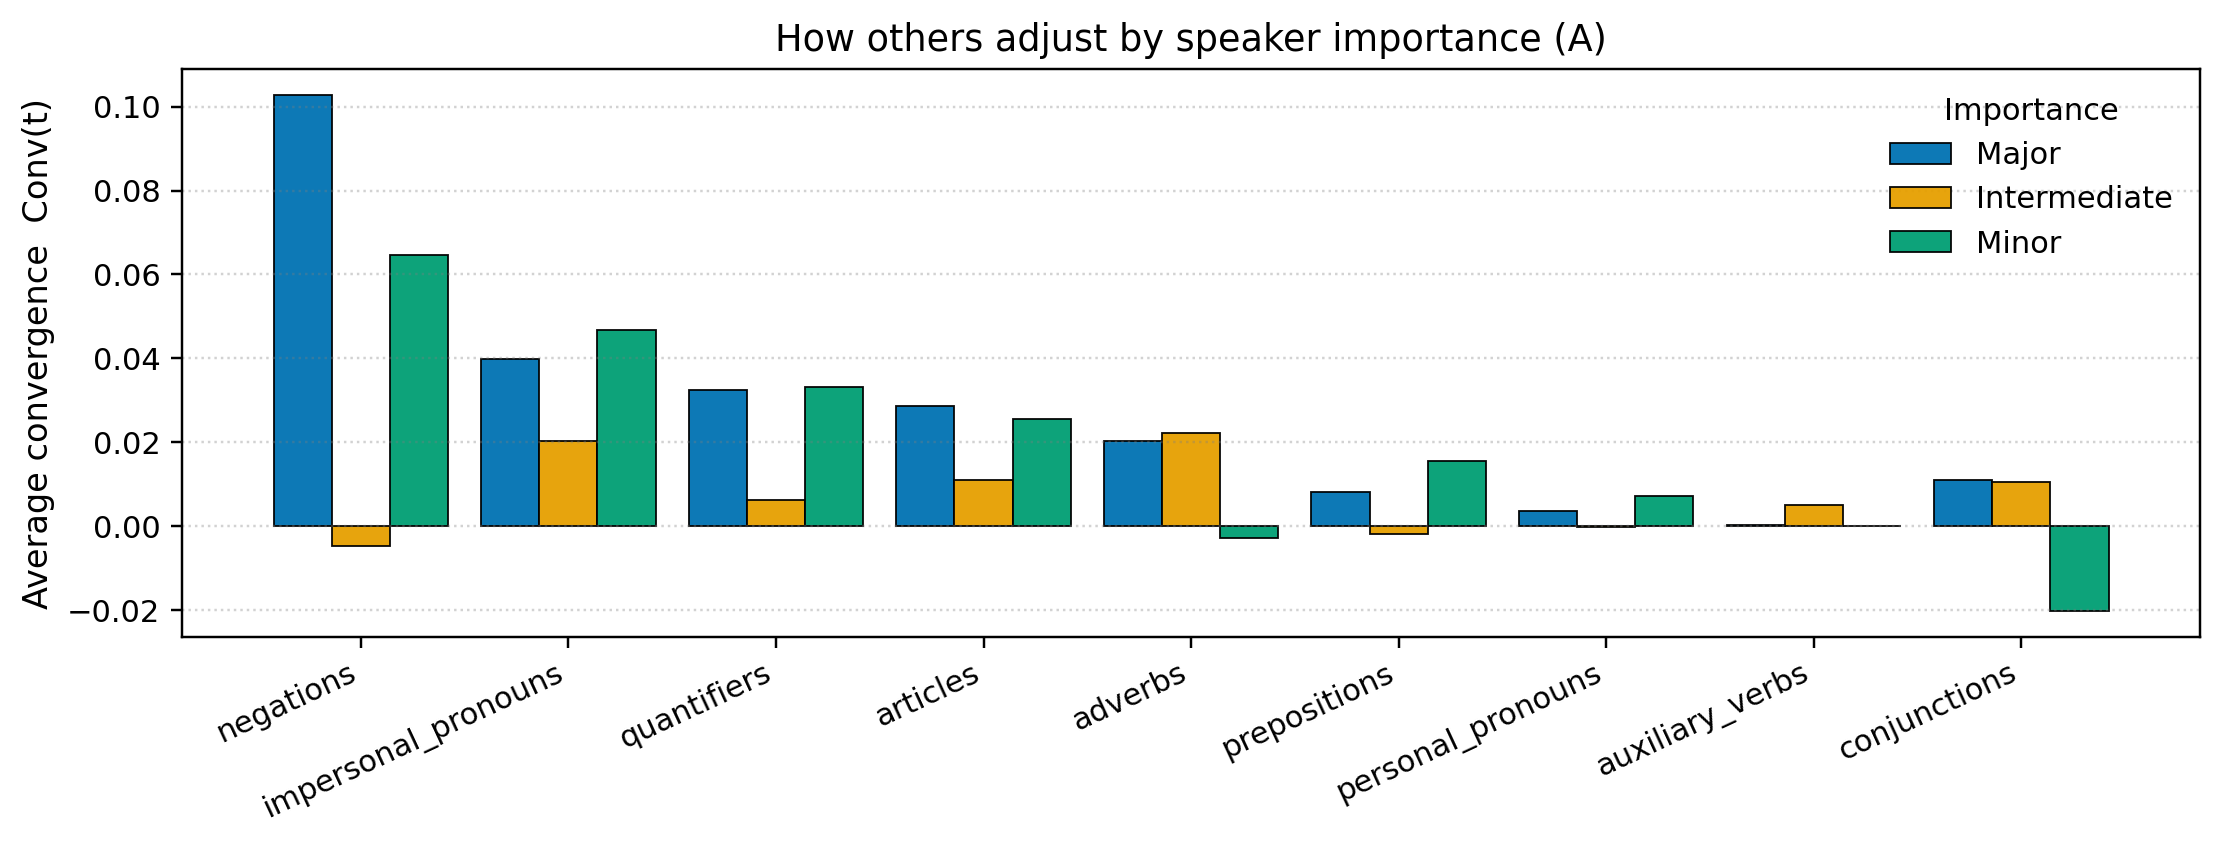 How others adjust by speaker importance (A)
Average convergence  Conv(t)
0.10
0.08
0.06
0.04
0.02
0.00
−0.02
Importance
Major
Intermediate
Minor
negations
impersonal_pronouns
quantifiers
articles
adverbs
prepositions
personal_pronouns
auxiliary_verbs
conjunctions